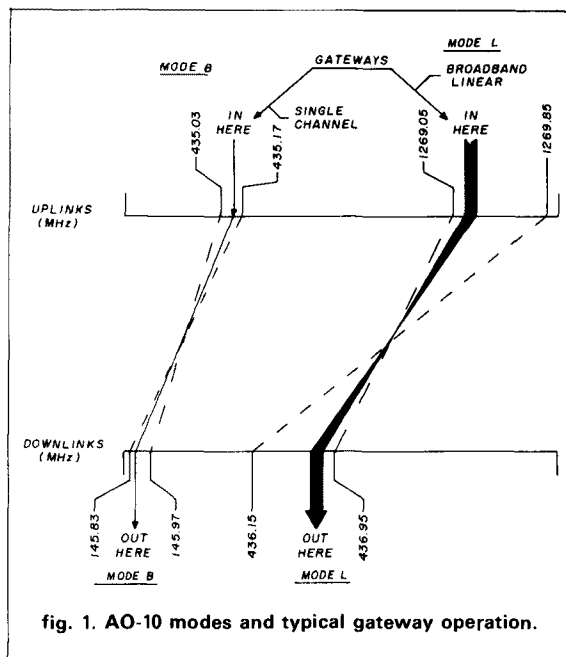 MODE B
GATEWAYS
MODE L
BROADBAND
LINEAR
IN
HERE
SINGLE
CHANNEL
IN
HERE
435.03
435.17
1269.05
1269.85
UPLINKS
(MHz)
DOWNLINKS
(MHz)
145.83
OUT
HERE
145.97
436.15
OUT
HERE
436.95
MODE B
MODE L
fig. 1. AO-10 modes and typical gateway operation.